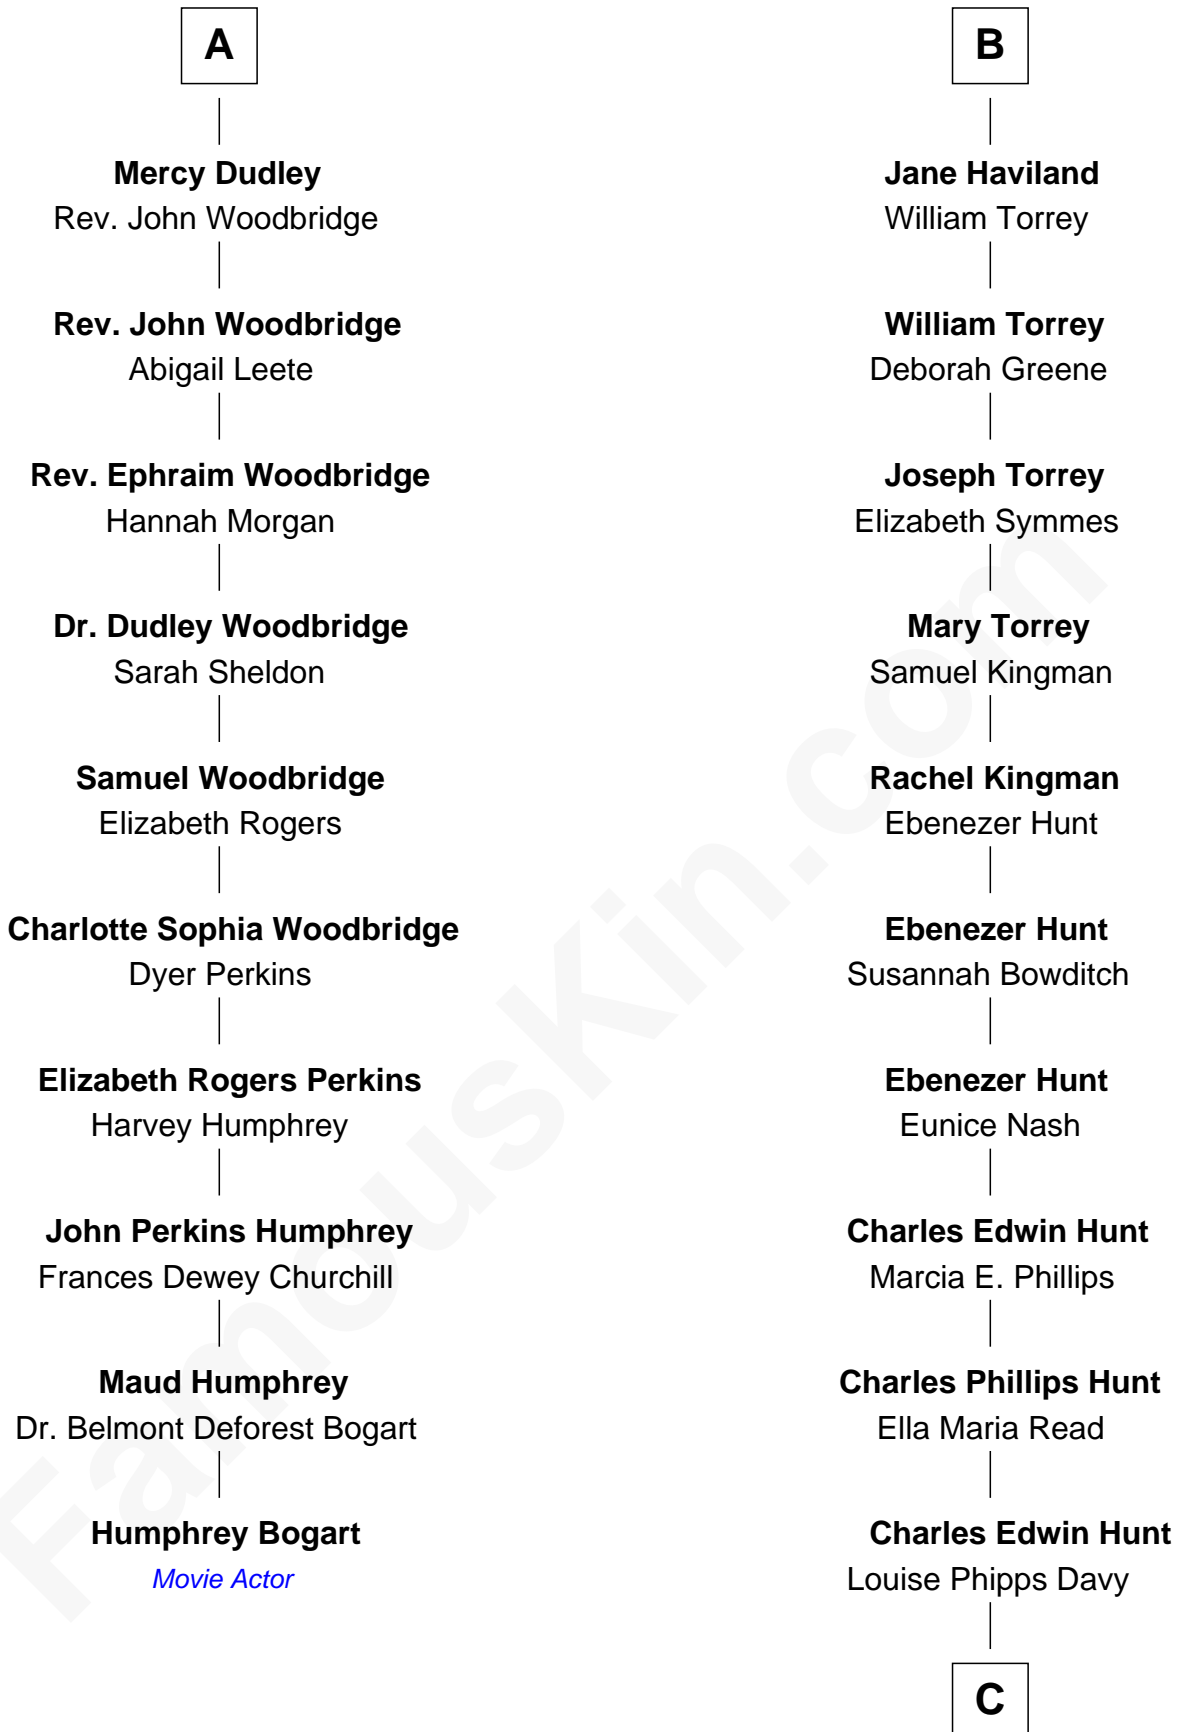 A
Mercy Dudley
Rev. John Woodbridge
Rev. John Woodbridge
Abigail Leete
Rev. Ephraim Woodbridge
Hannah Morgan
Dr. Dudley Woodbridge
Sarah Sheldon
Samuel Woodbridge
Elizabeth Rogers
Charlotte Sophia Woodbridge
Dyer Perkins
Elizabeth Rogers Perkins
Harvey Humphrey
John Perkins Humphrey
Frances Dewey Churchill
Maud Humphrey
Dr. Belmont Deforest Bogart
Humphrey Bogart
Movie Actor
B
Jane Haviland
William Torrey
William Torrey
Deborah Greene
Joseph Torrey
Elizabeth Symmes
Mary Torrey
Samuel Kingman
Rachel Kingman
Ebenezer Hunt
Ebenezer Hunt
Susannah Bowditch
Ebenezer Hunt
Eunice Nash
Charles Edwin Hunt
Marcia E. Phillips
Charles Phillips Hunt
Ella Maria Read
Charles Edwin Hunt
Louise Phipps Davy
C
FamousKin.com